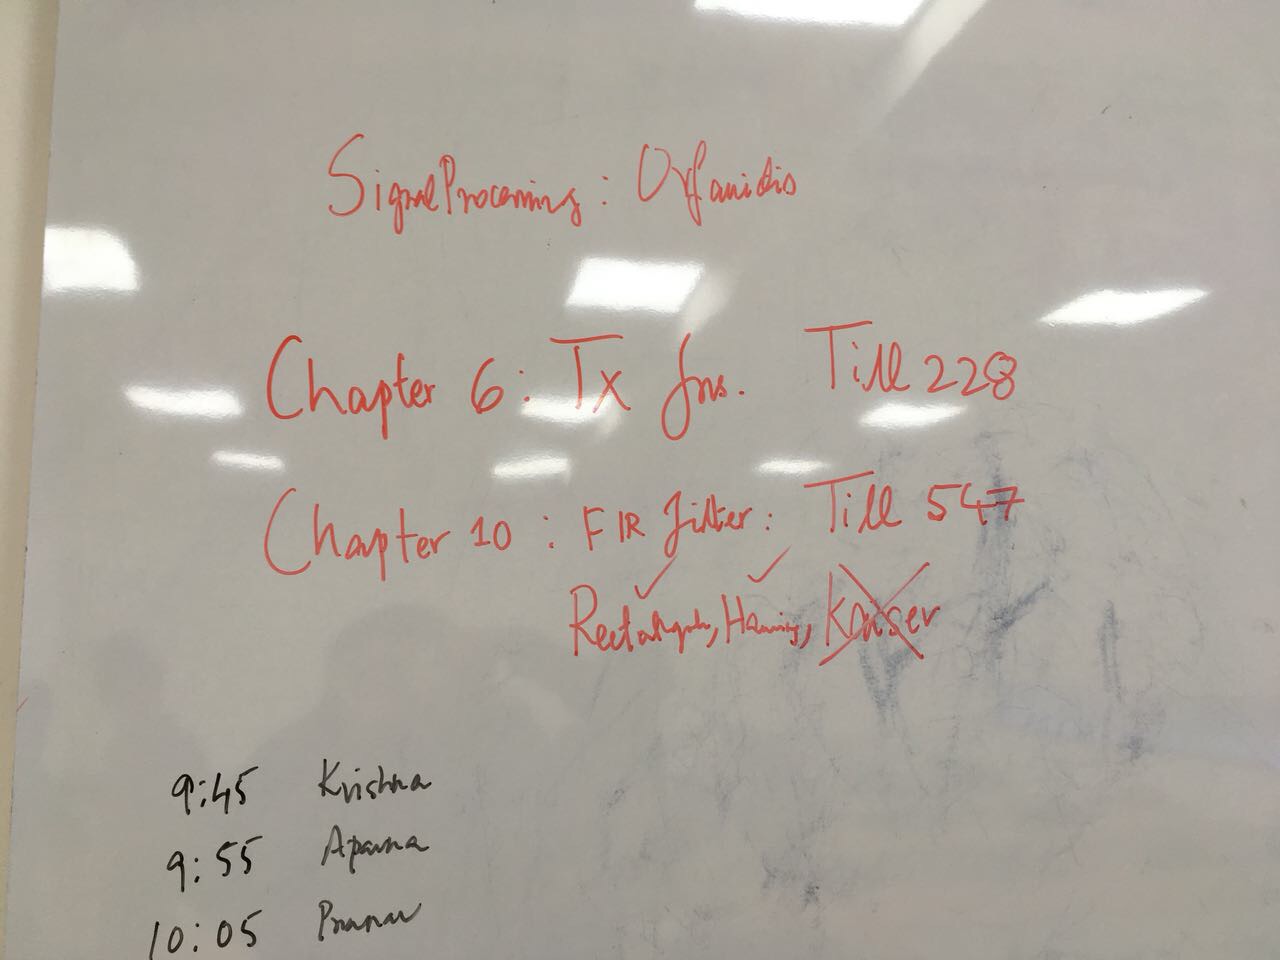 Signal Processing: Orfanidis
Chapter 6: Tx fns. Till 228
Chapter 10: FIR filter: Till 547
Rectangular, Hamming, Kaiser
9:45 Krishna
9:55 Aparna
10:05 Pranav